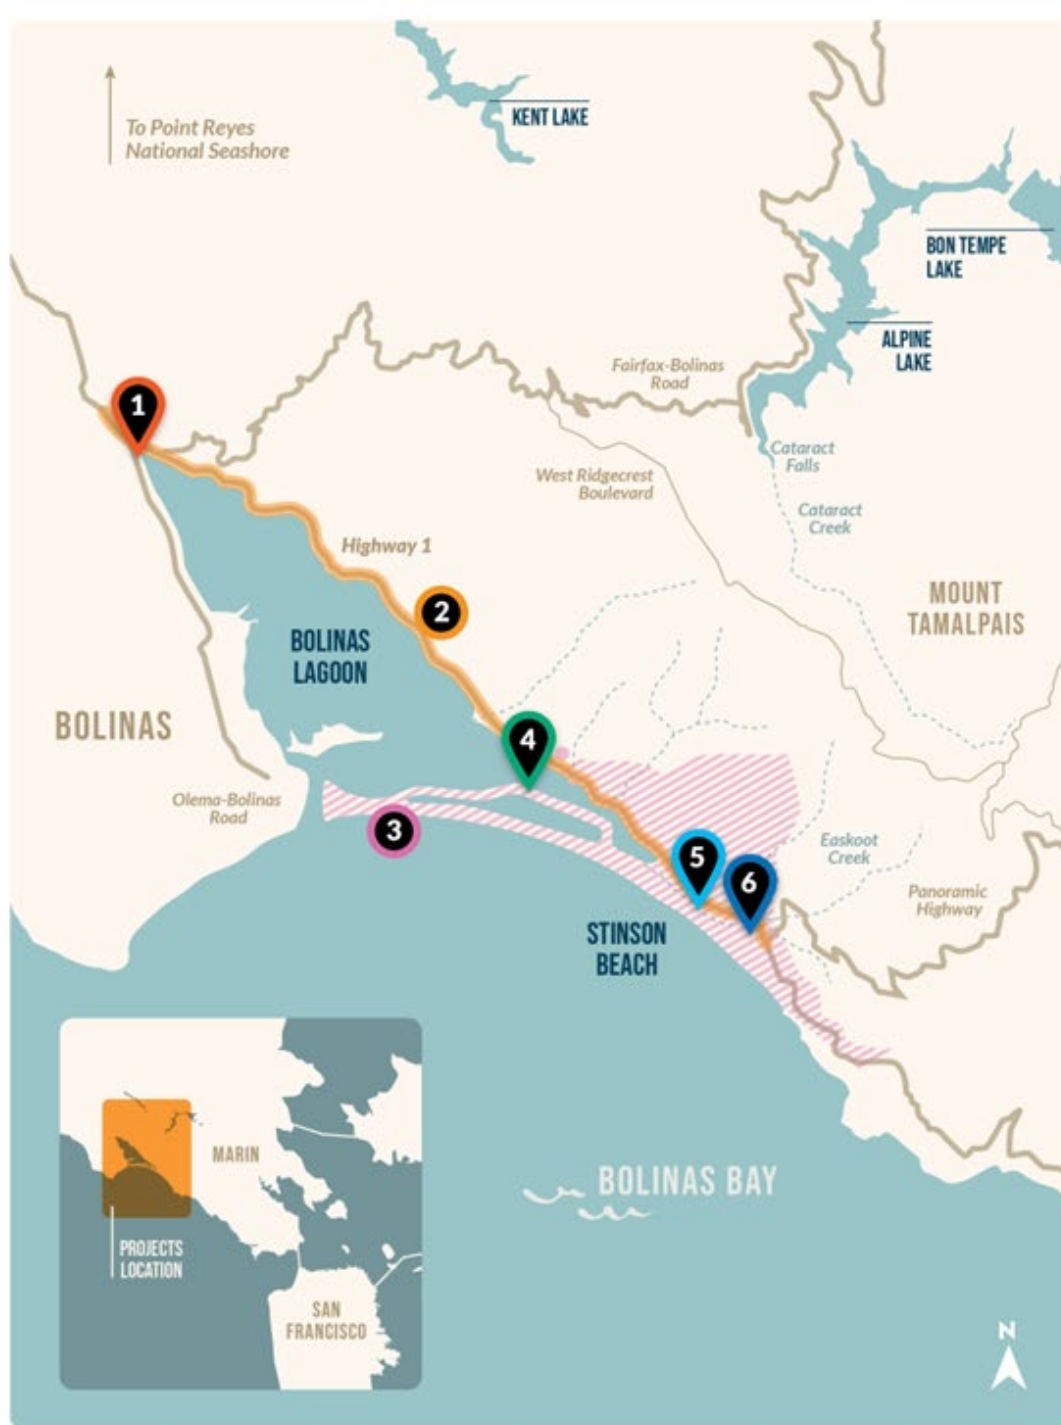 To Point Reyes
National Seashore
KENT LAKE
BON TEMPE
LAKE
ALPINE
LAKE
Fairfax-Bolinas
Road
1
Cataract
Falls
West Ridgecrest
Boulevard
Cataract
Creek
Highway 1
MOUNT
TAMALPAIS
2
BOLINAS
LAGOON
BOLINAS
4
Olema-Bolinas
Road
3
Easkoot
Creek
5
6
Panoramic
Highway
STINSON
BEACH
BOLINAS BAY
MARIN
PROJECTS
LOCATION
SAN
FRANCISCO
N